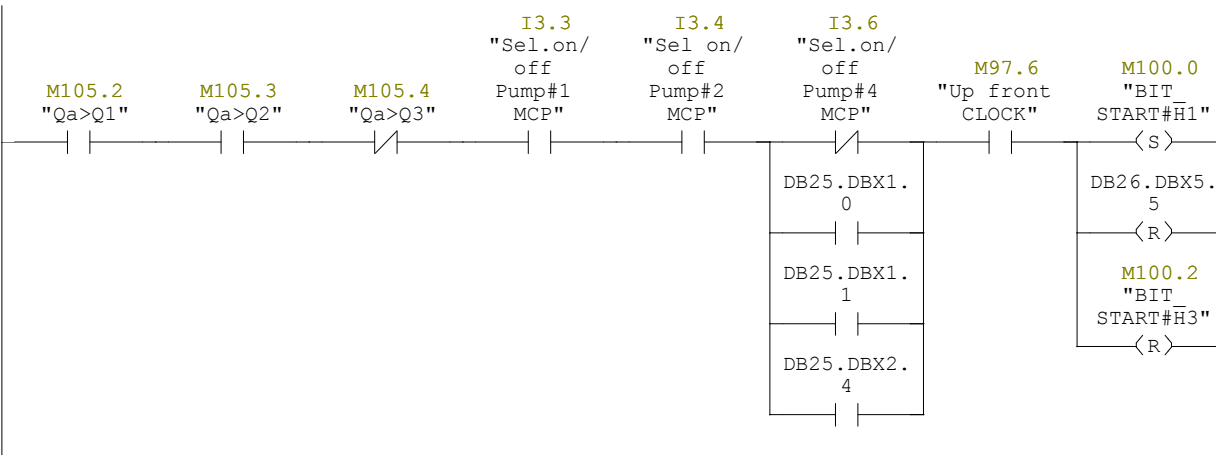 I3.3
I3.4
I3.6
"Sel.on/
"Sel on/
"Sel.on/
off
off
off
M97.6
M100.0
M105.2
M105.3
M105.4
Pump#1
Pump#2
Pump#4
"Up front
"BIT_
"Qa>Q1"
"Qa>Q2"
"Qa>Q3"
MCP"
MCP"
MCP"
CLOCK"
START#H1"
S
DB25.DBX1.
0
DB26.DBX5.
5
R
DB25.DBX1.
1
M100.2
"BIT_
START#H3"
R
DB25.DBX2.
4